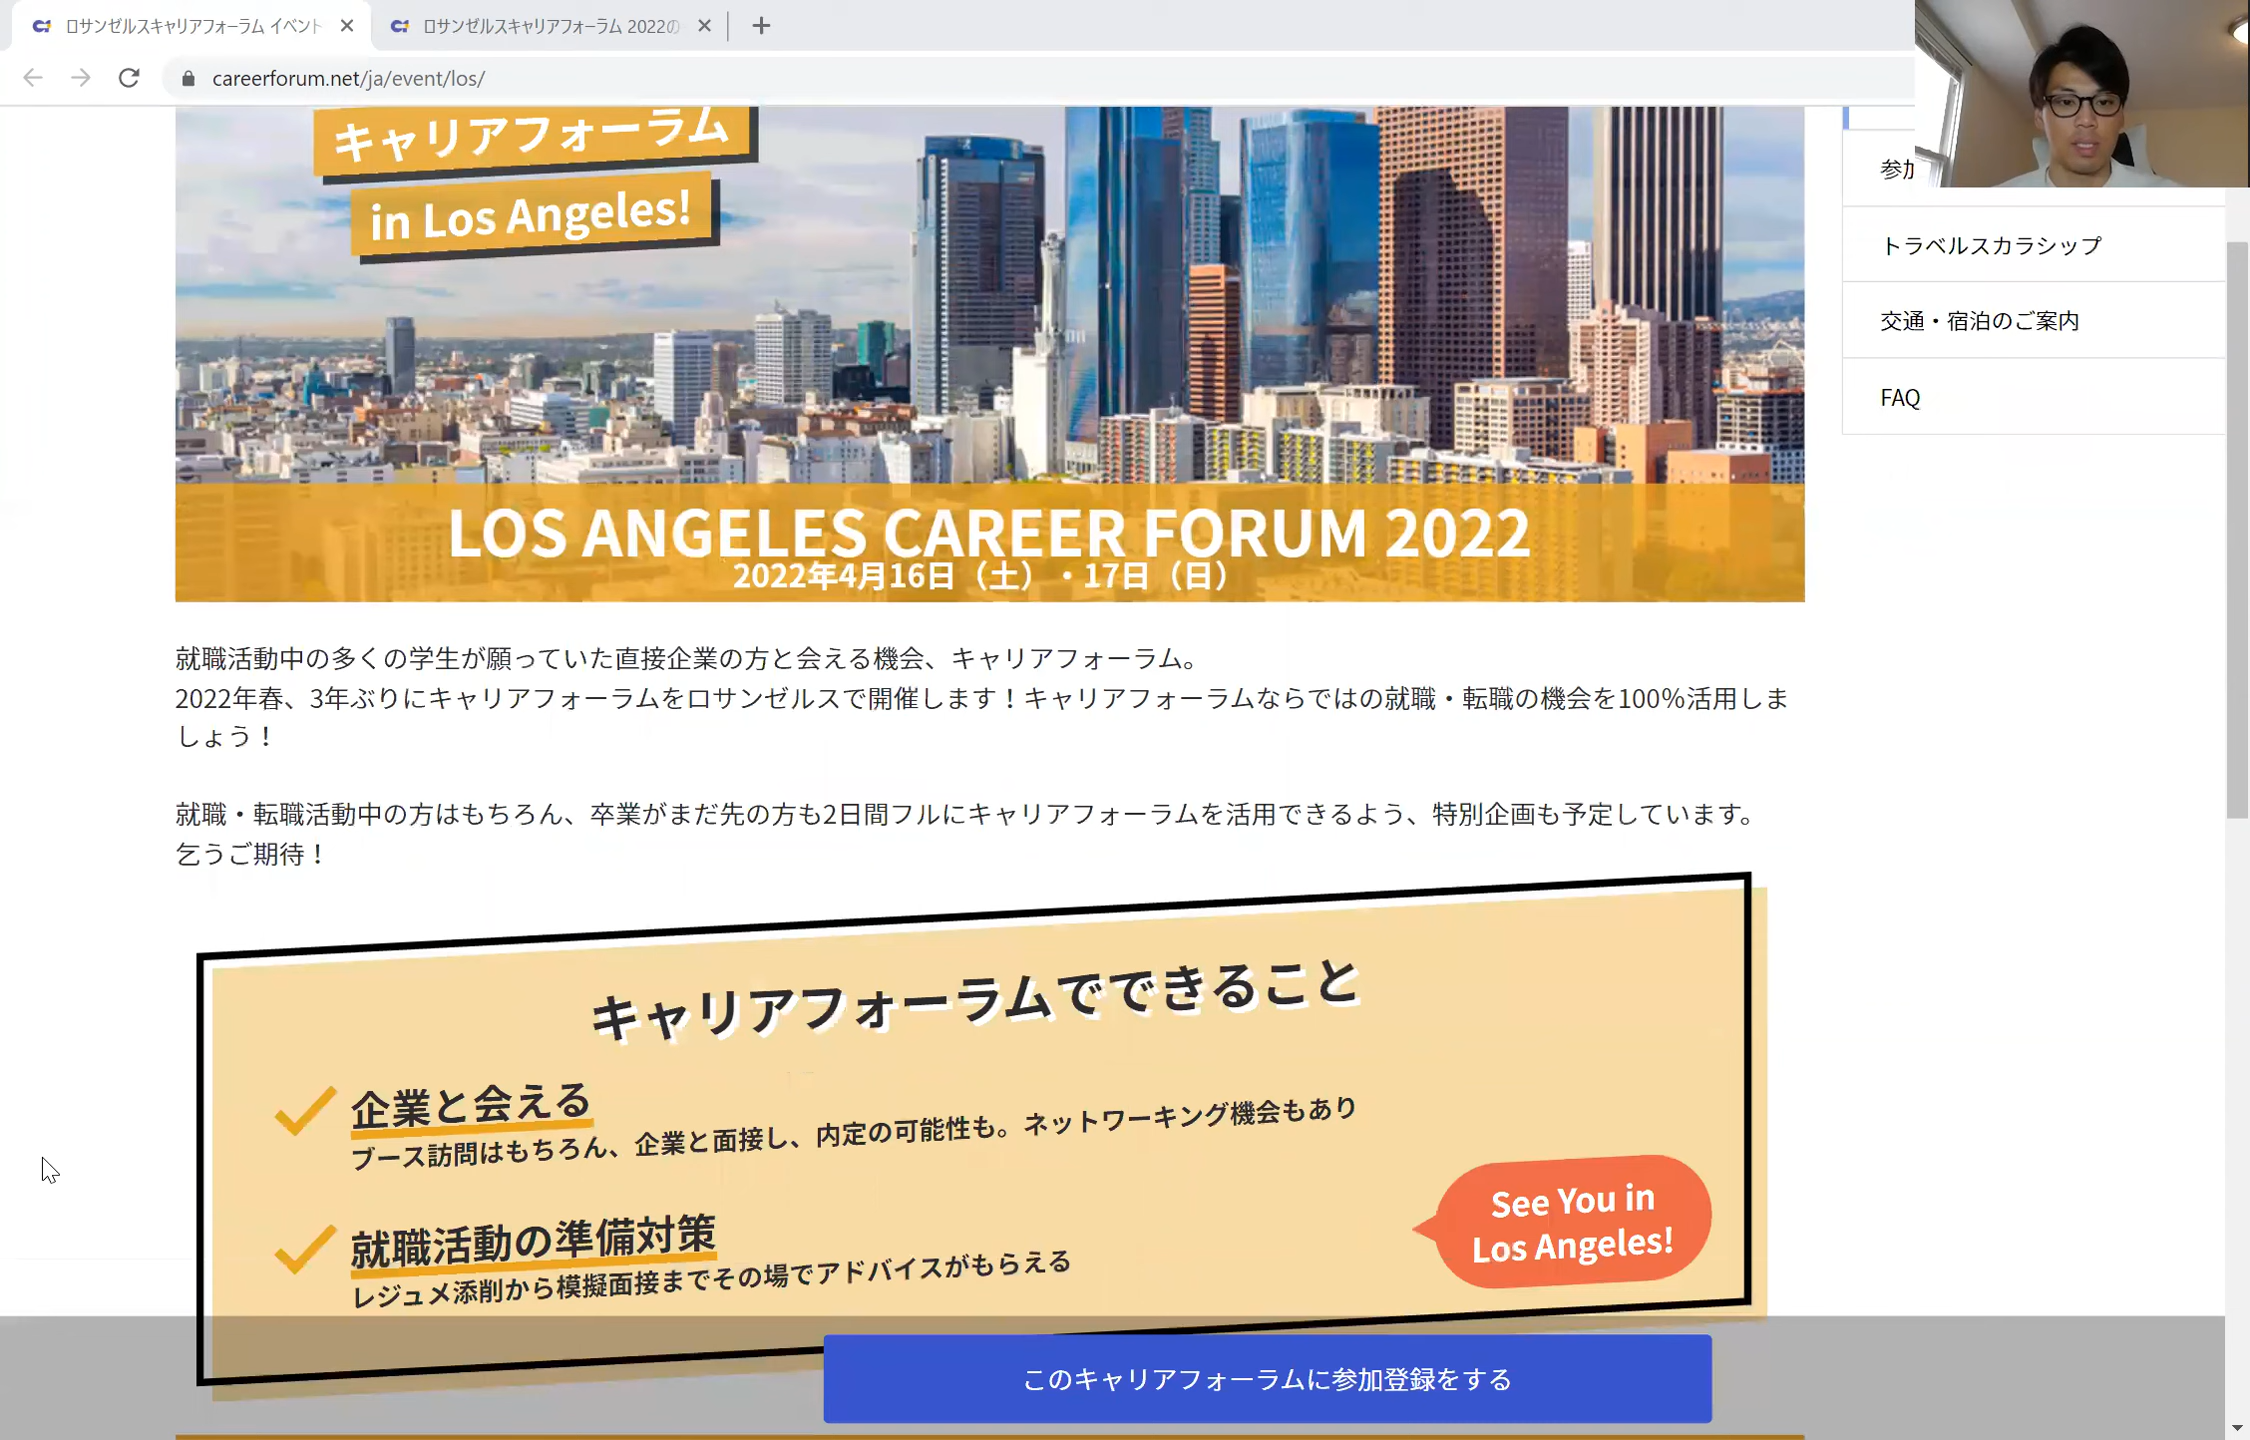 ロサンゼルスキャリアフォーラム イベント
ロサンゼルスキャリアフォーラム 2022の
careerforum.net/ja/event/los/
キャリアフォーラム
in Los Angeles!
LOS ANGELES CAREER FORUM 2022
2022年4月16日（土）・17日（日）
参加
トラベルスカラシップ
交通・宿泊のご案内
FAQ
就職活動中の多くの学生が願っていた直接企業の方と会える機会、キャリアフォーラム。
2022年春、3年ぶりにキャリアフォーラムをロサンゼルスで開催します！キャリアフォーラムならではの就職・転職の機会を100%活用しま
しょう！
就職・転職活動中の方はもちろん、卒業がまだ先の方も2日間フルにキャリアフォーラムを活用できるよう、特別企画も予定しています。
乞うご期待！
キャリアフォーラムでできること
企業と会える
ブース訪問はもちろん、企業と面接し、内定の可能性も。ネットワーキング機会もあり
就職活動の準備対策
レジュメ添削から模擬面接までその場でアドバイスがもらえる
See You in
Los Angeles!
このキャリアフォーラムに参加登録をする